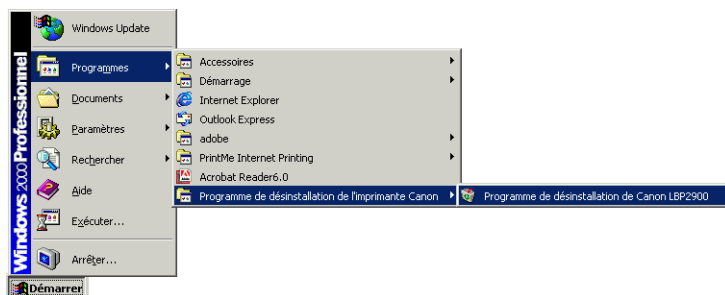 Windows 2000 Professionnel
Windows Update
Programmes
Documents
Paramètres
Rechercher
Aide
Exécuter...
Arrêter...
Démarrer
Accessoires
Démarrage
Internet Explorer
Outlook Express
adobe
PrintMe Internet Printing
Acrobat Reader6.0
Programme de désinstallation de l'imprimante Canon
Programme de désinstallation de Canon LBP2900